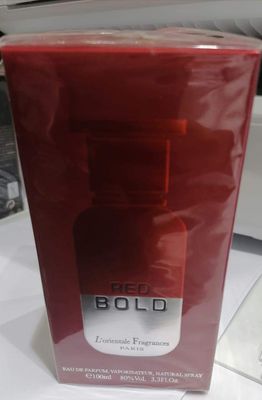 RED
BOLD
L'orientale Fragrances
PARIS
EAU DE PARFUM, VAPORISATEUR, NATURAL SPRAY
℮100ml 80%Vol. 3.3Fl.Oz